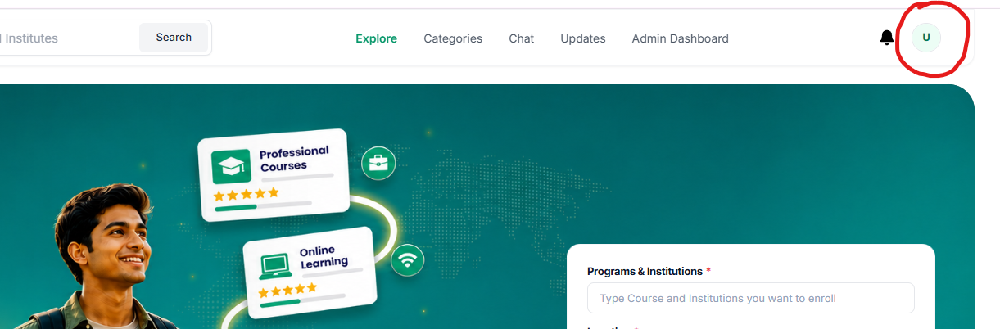 Institutes
Search
Explore
Categories
Chat
Updates
Admin Dashboard
U
Professional
Courses
Online
Learning
Programs & Institutions *
Type Course and Institutions you want to enroll